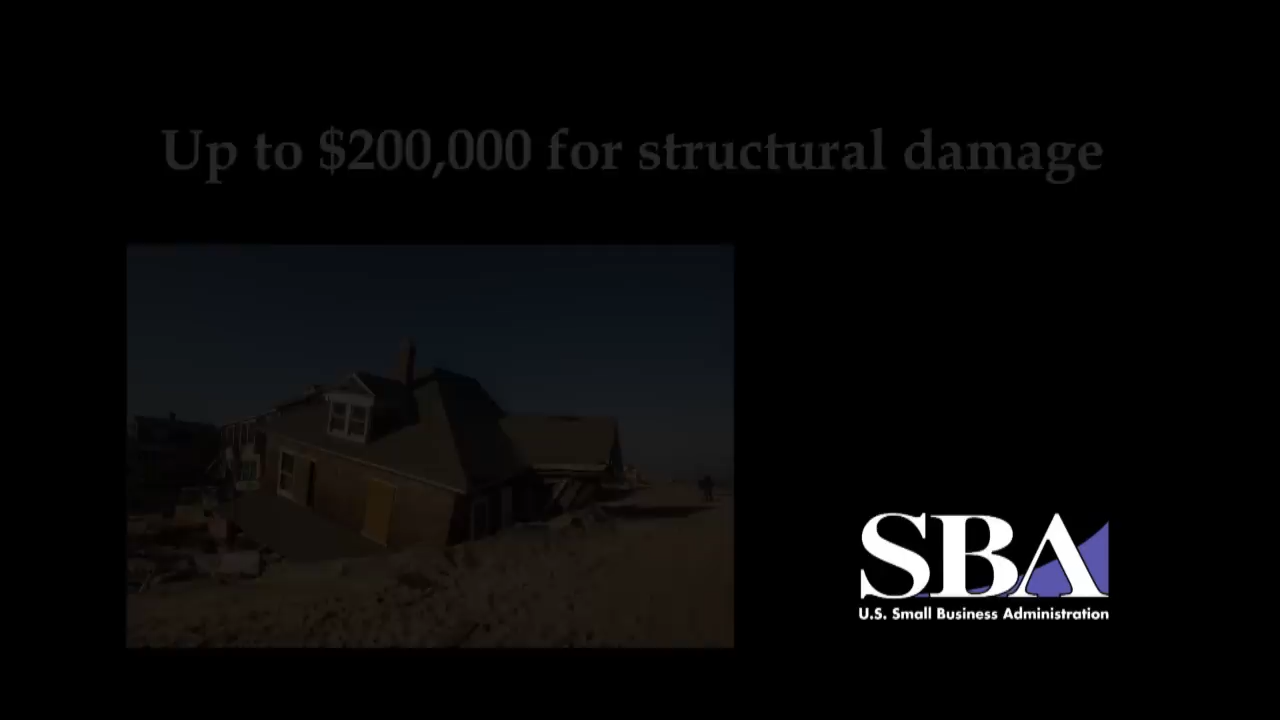 Up to $200,000 for structural damage
SBA
U.S. Small Business Administration